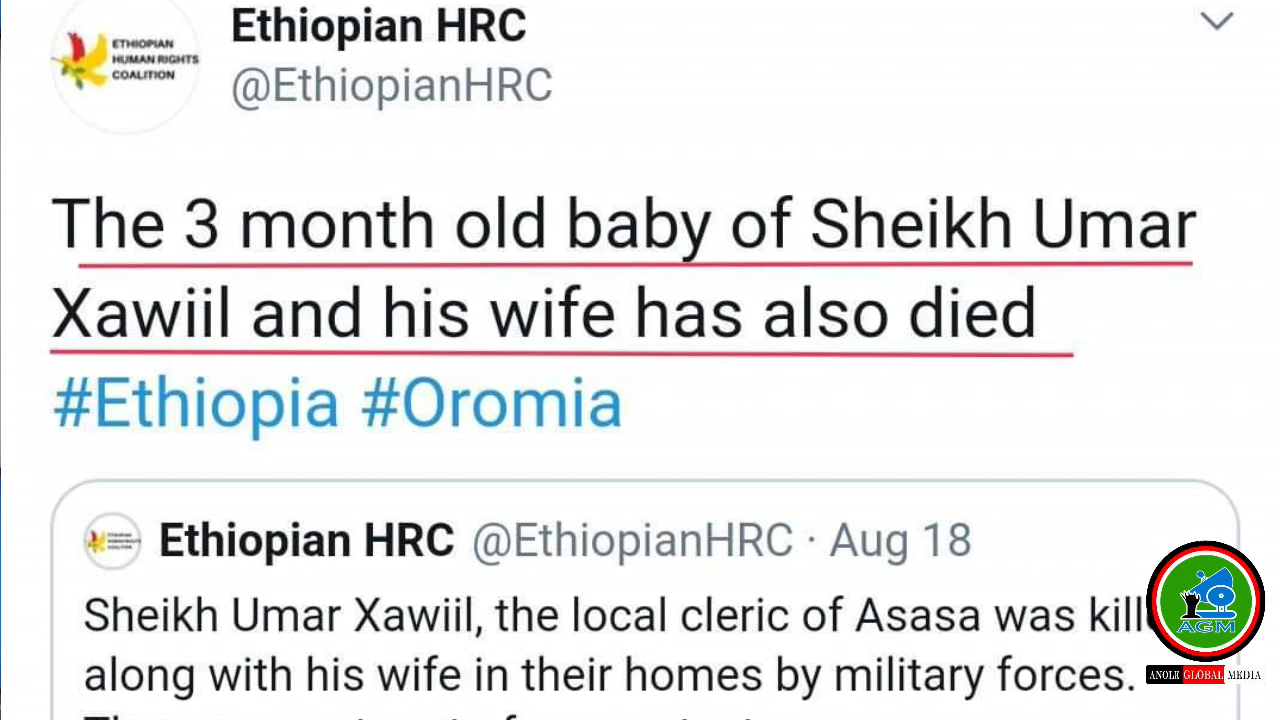 ETHIOPIAN
HUMAN RIGHTS
COALITION
Ethiopian HRC
@EthiopianHRC
The 3 month old baby of Sheikh Umar
Xawiil and his wife has also died
#Ethiopia #Oromia
Ethiopian HRC @EthiopianHRC · Aug 18
Sheikh Umar Xawiil, the local cleric of Asasa was
along with his wife in their homes by military forces.
AGM
ANOLE GLOBAL MEDIA